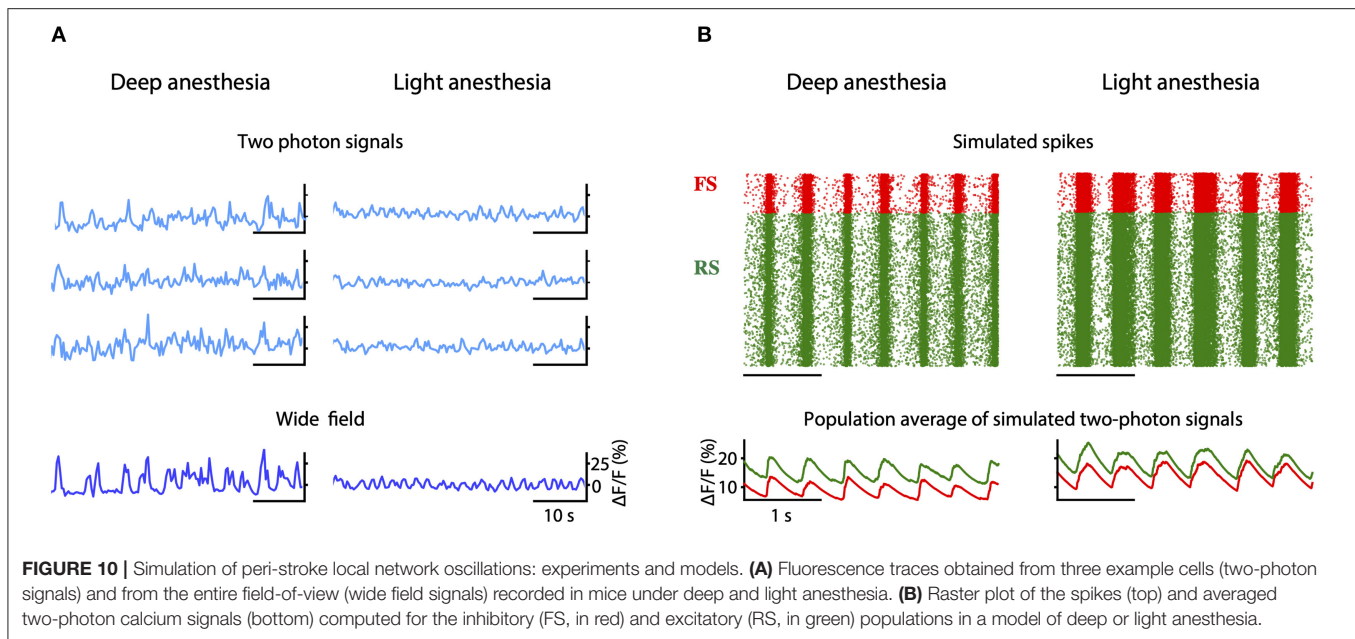 A
B
Deep anesthesia
Light anesthesia
Deep anesthesia
Light anesthesia
Two photon signals
Simulated spikes
FS
RS
Wide field
Population average of simulated two-photon signals
25
0
ΔF/F (%)
10 s
20
10
ΔF/F (%)
1 s
FIGURE 10 | Simulation of peri-stroke local network oscillations: experiments and models. (A) Fluorescence traces obtained from three example cells (two-photon
signals) and from the entire field-of-view (wide field signals) recorded in mice under deep and light anesthesia. (B) Raster plot of the spikes (top) and averaged
two-photon calcium signals (bottom) computed for the inhibitory (FS, in red) and excitatory (RS, in green) populations in a model of deep or light anesthesia.